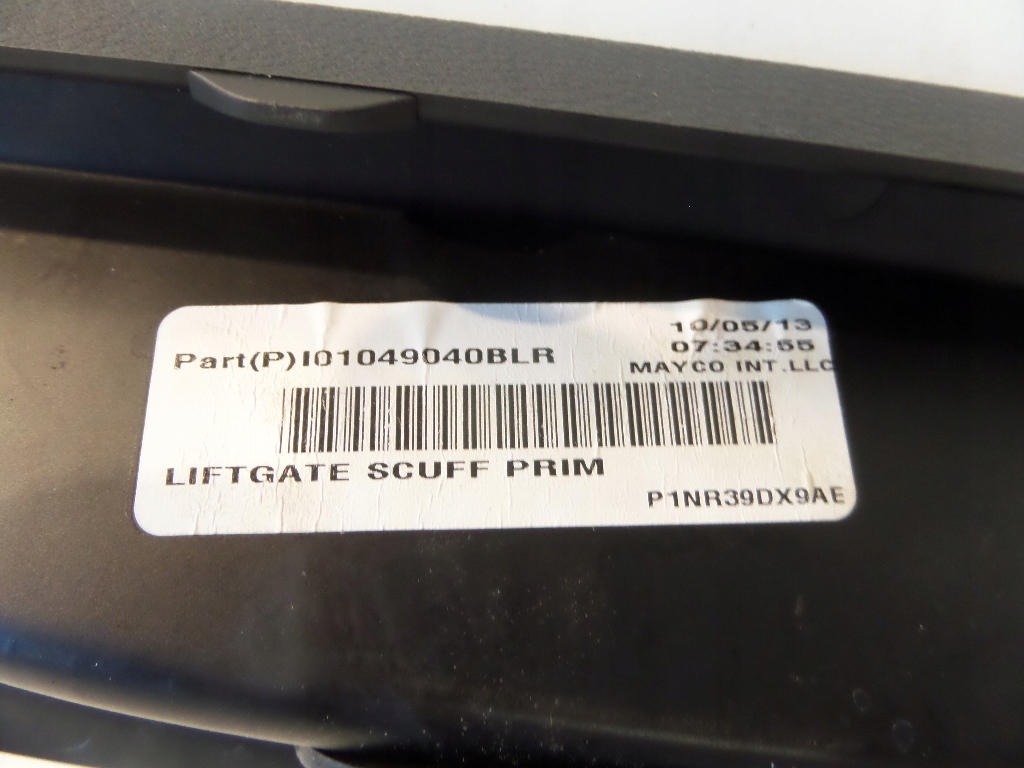 10/05/13
Part(P)I01049040BLR 07:34:55
MAYCO INT.LLC
LIFTGATE SCUFF PRIM
P1NR39DX9AE